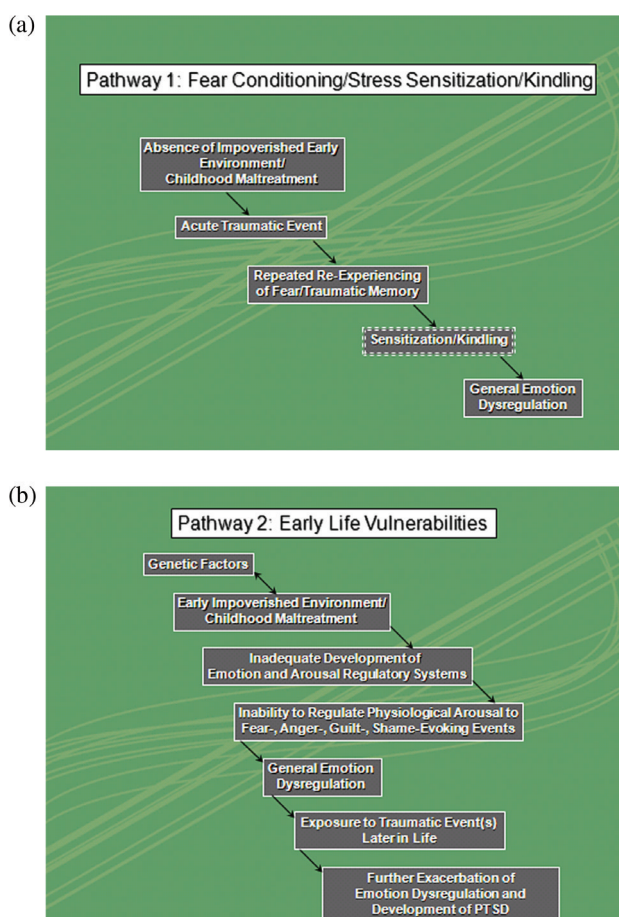 (a)
Pathway 1: Fear Conditioning/Stress Sensitization/Kindling
Absence of Impoverished Early
Environment/
Childhood Maltreatment
Acute Traumatic Event
Repeated Re-Experiencing
of Fear/Traumatic Memory
Sensitization/Kindling
General Emotion
Dysregulation
(b)
Pathway 2: Early Life Vulnerabilities
Genetic Factors
Early Impoverished Environment/
Childhood Maltreatment
Inadequate Development of
Emotion and Arousal Regulatory Systems
Inability to Regulate Physiological Arousal to
Fear-, Anger-, Guilt-, Shame-Evoking Events
General Emotion
Dysregulation
Exposure to Traumatic Event(s)
Later in Life
Further Exacerbation of
Emotion Dysregulation and
Development of PTSD